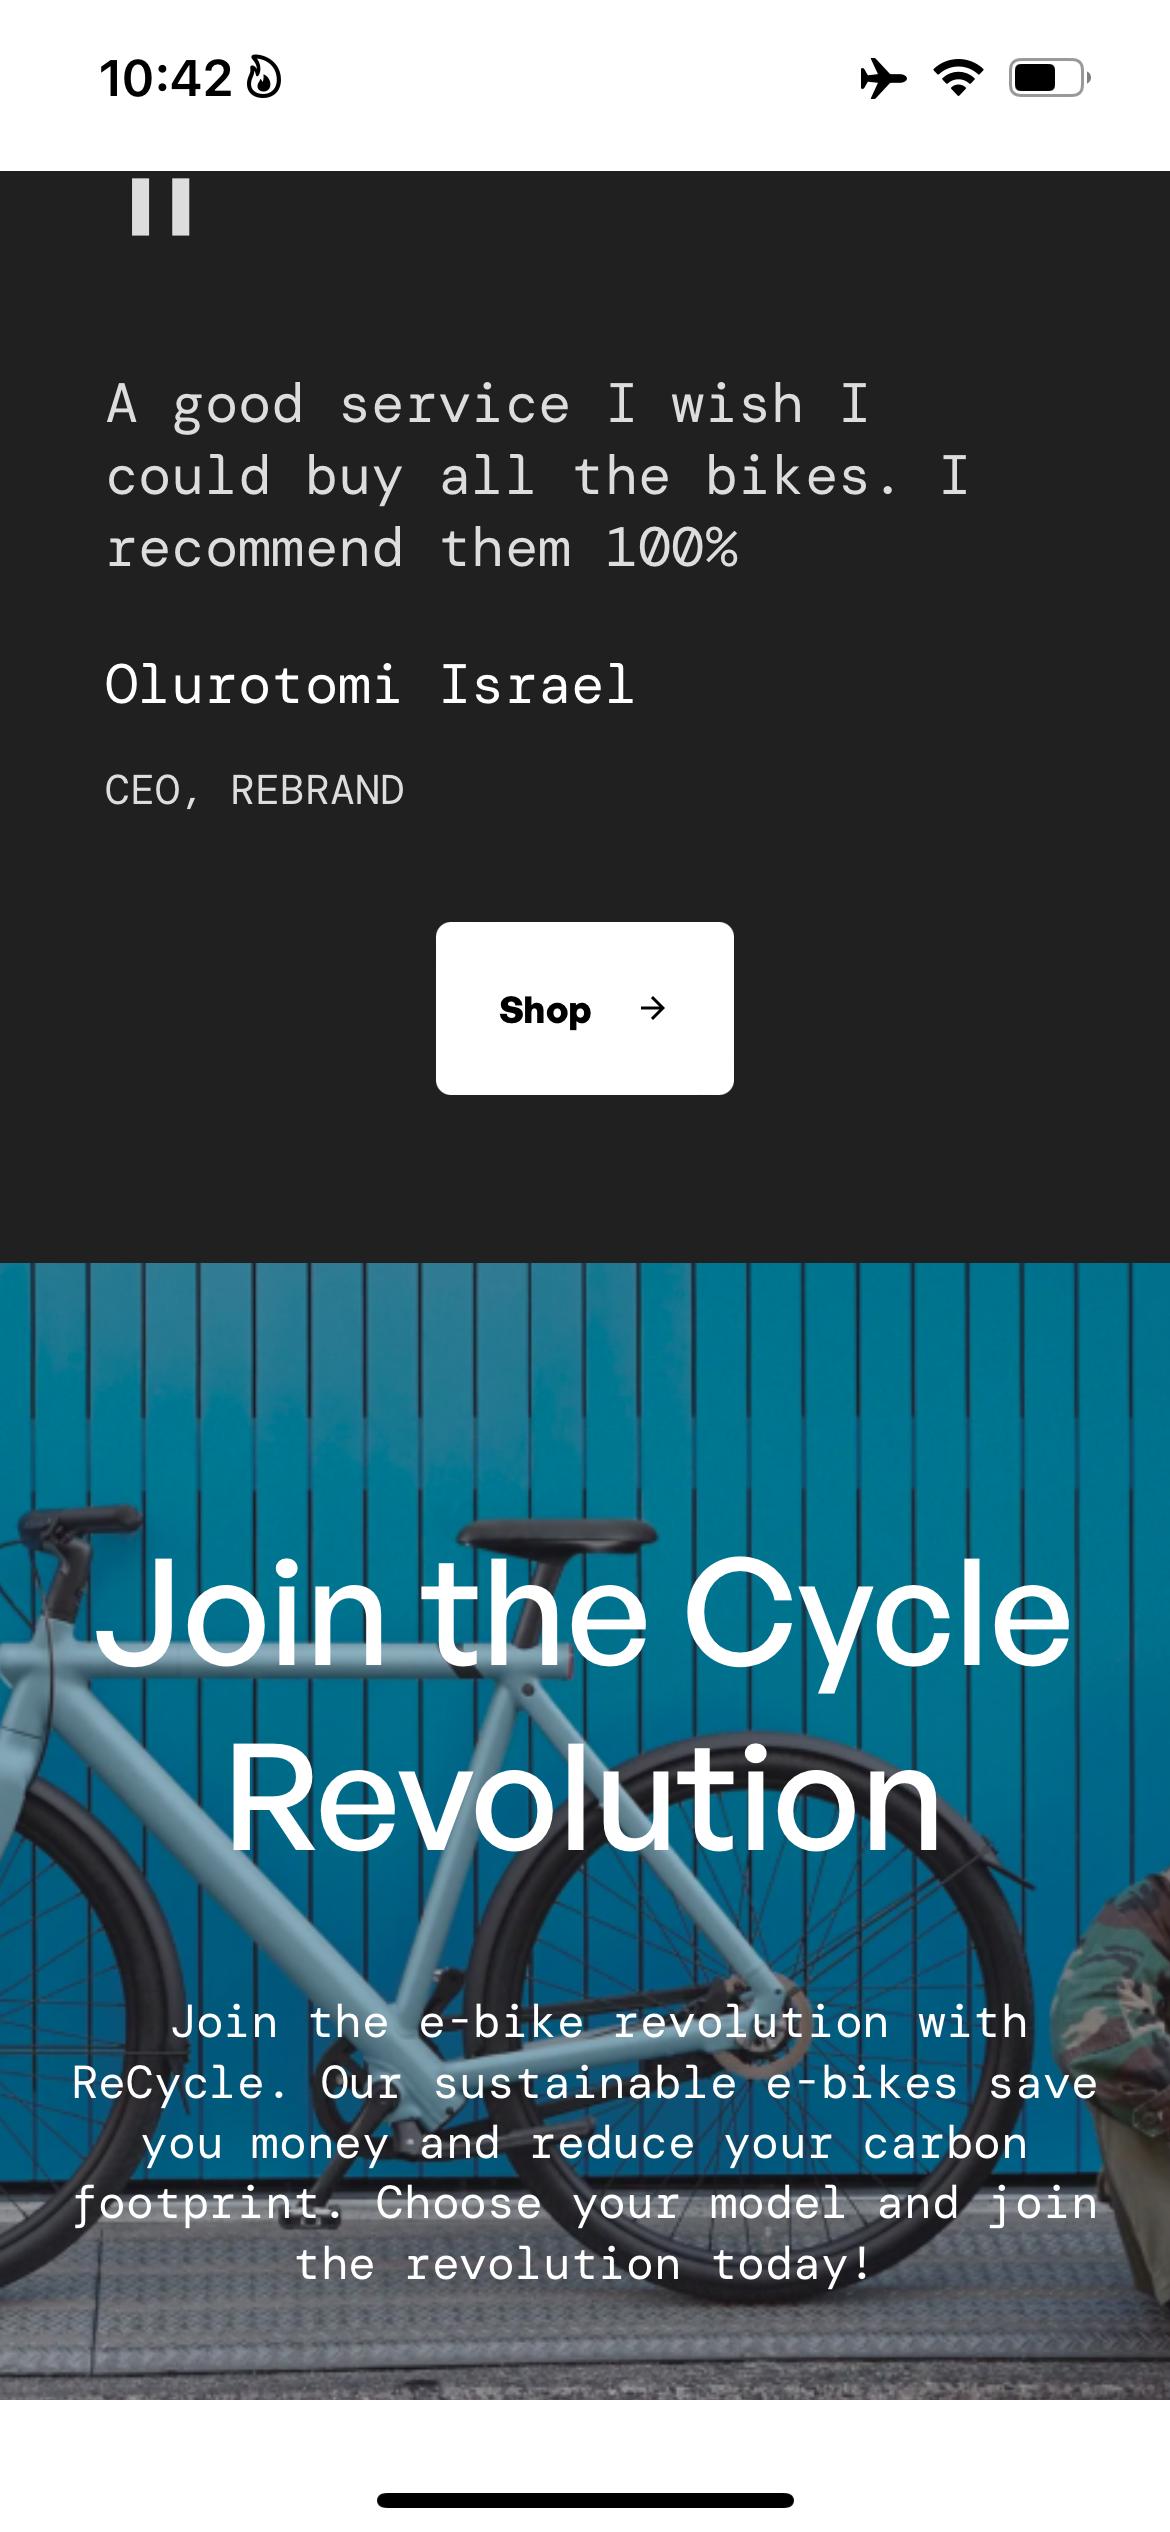 10:42
"
A good service I wish I
could buy all the bikes. I
recommend them 100%
Olurotomi Israel
CEO, REBRAND
Shop →
Join the Cycle
Revolution
Join the e-bike revolution with
ReCycle. Our sustainable e-bikes save
you money and reduce your carbon
footprint. Choose your model and join
the revolution today!